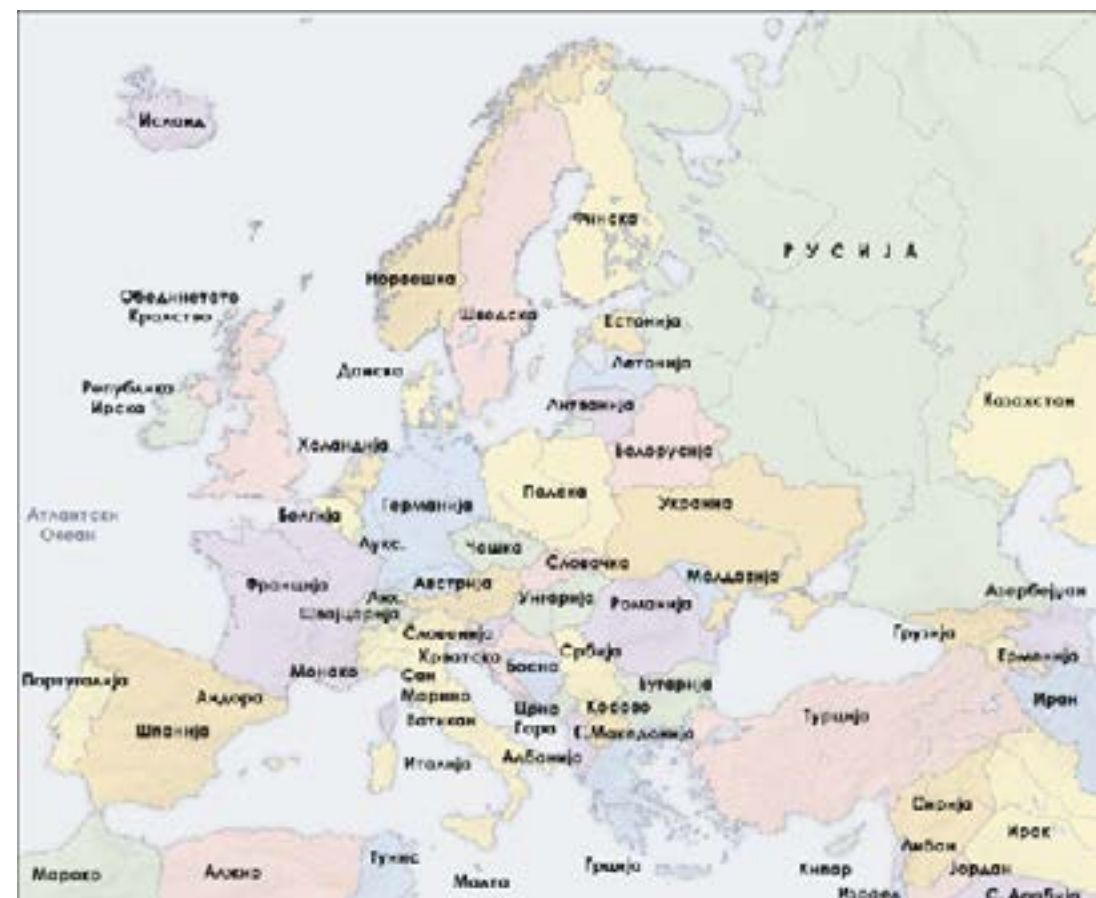 Исланд
Финска
Р У С И Ј А
Норвешка
Обединетото
Кралство
Шведска
Естонија
Летонија
Данска
Република
Ирска
Литванија
Казахстан
Холандија
Белорусија
Полска
Украина
Германија
Белгија
Атлантски
Океан
Лукс.
Чешка
Словачка
Франција
Австрија
Молдавија
Лих.
Унгарија
Романија
Азербејџан
Швајцарија
Словенија
Грузија
Хрватска
Србија
Ерменија
Босна
Монако
Сан
Марино
Португалија
Андора
Бугарија
Иран
Косово
Црна
Гора
Ватикан
Турција
Шпанија
С.Македонија
Албанија
Италија
Сирија
Ирак
Либан
Тунис
Мароко
Алжир
Грција
Кипар
Јордан
Малта
Израел
С. Арабија